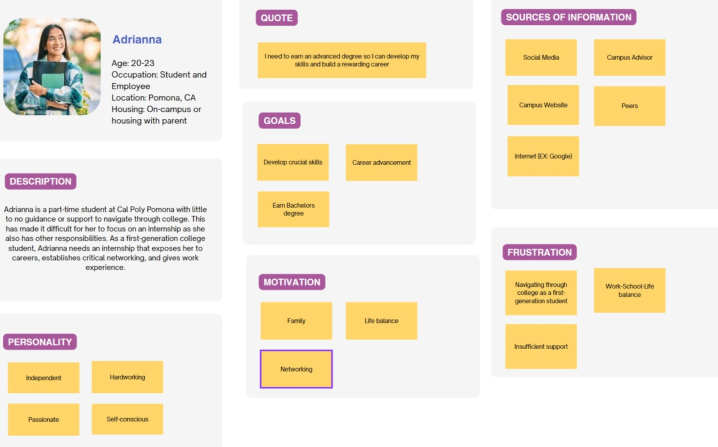 Adrianna
Age: 20-23
Occupation: Student and
Employee
Location: Pomona, CA
Housing: On-campus or
housing with parent
DESCRIPTION
Adrianna is a part-time student at Cal Poly Pomona with little
to no guidance or support to navigate through college. This
has made it difficult for her to focus on an internship as she
also has other responsibilities. As a first-generation college
student, Adrianna needs an internship that exposes her to
careers, establishes critical networking, and gives work
experience.
PERSONALITY
Independent
Hardworking
Passionate
Self-conscious
QUOTE
I need to earn an advanced degree so I can develop my
skills and build a rewarding career
GOALS
Develop crucial skills
Career advancement
Earn Bachelors
degree
MOTIVATION
Family
Life balance
Networking
SOURCES OF INFORMATION
Social Media
Campus Advisor
Campus Website
Peers
Internet (EX: Google)
FRUSTRATION
Navigating through
college as a first-
generation student
Work-School-Life
balance
Insufficient support